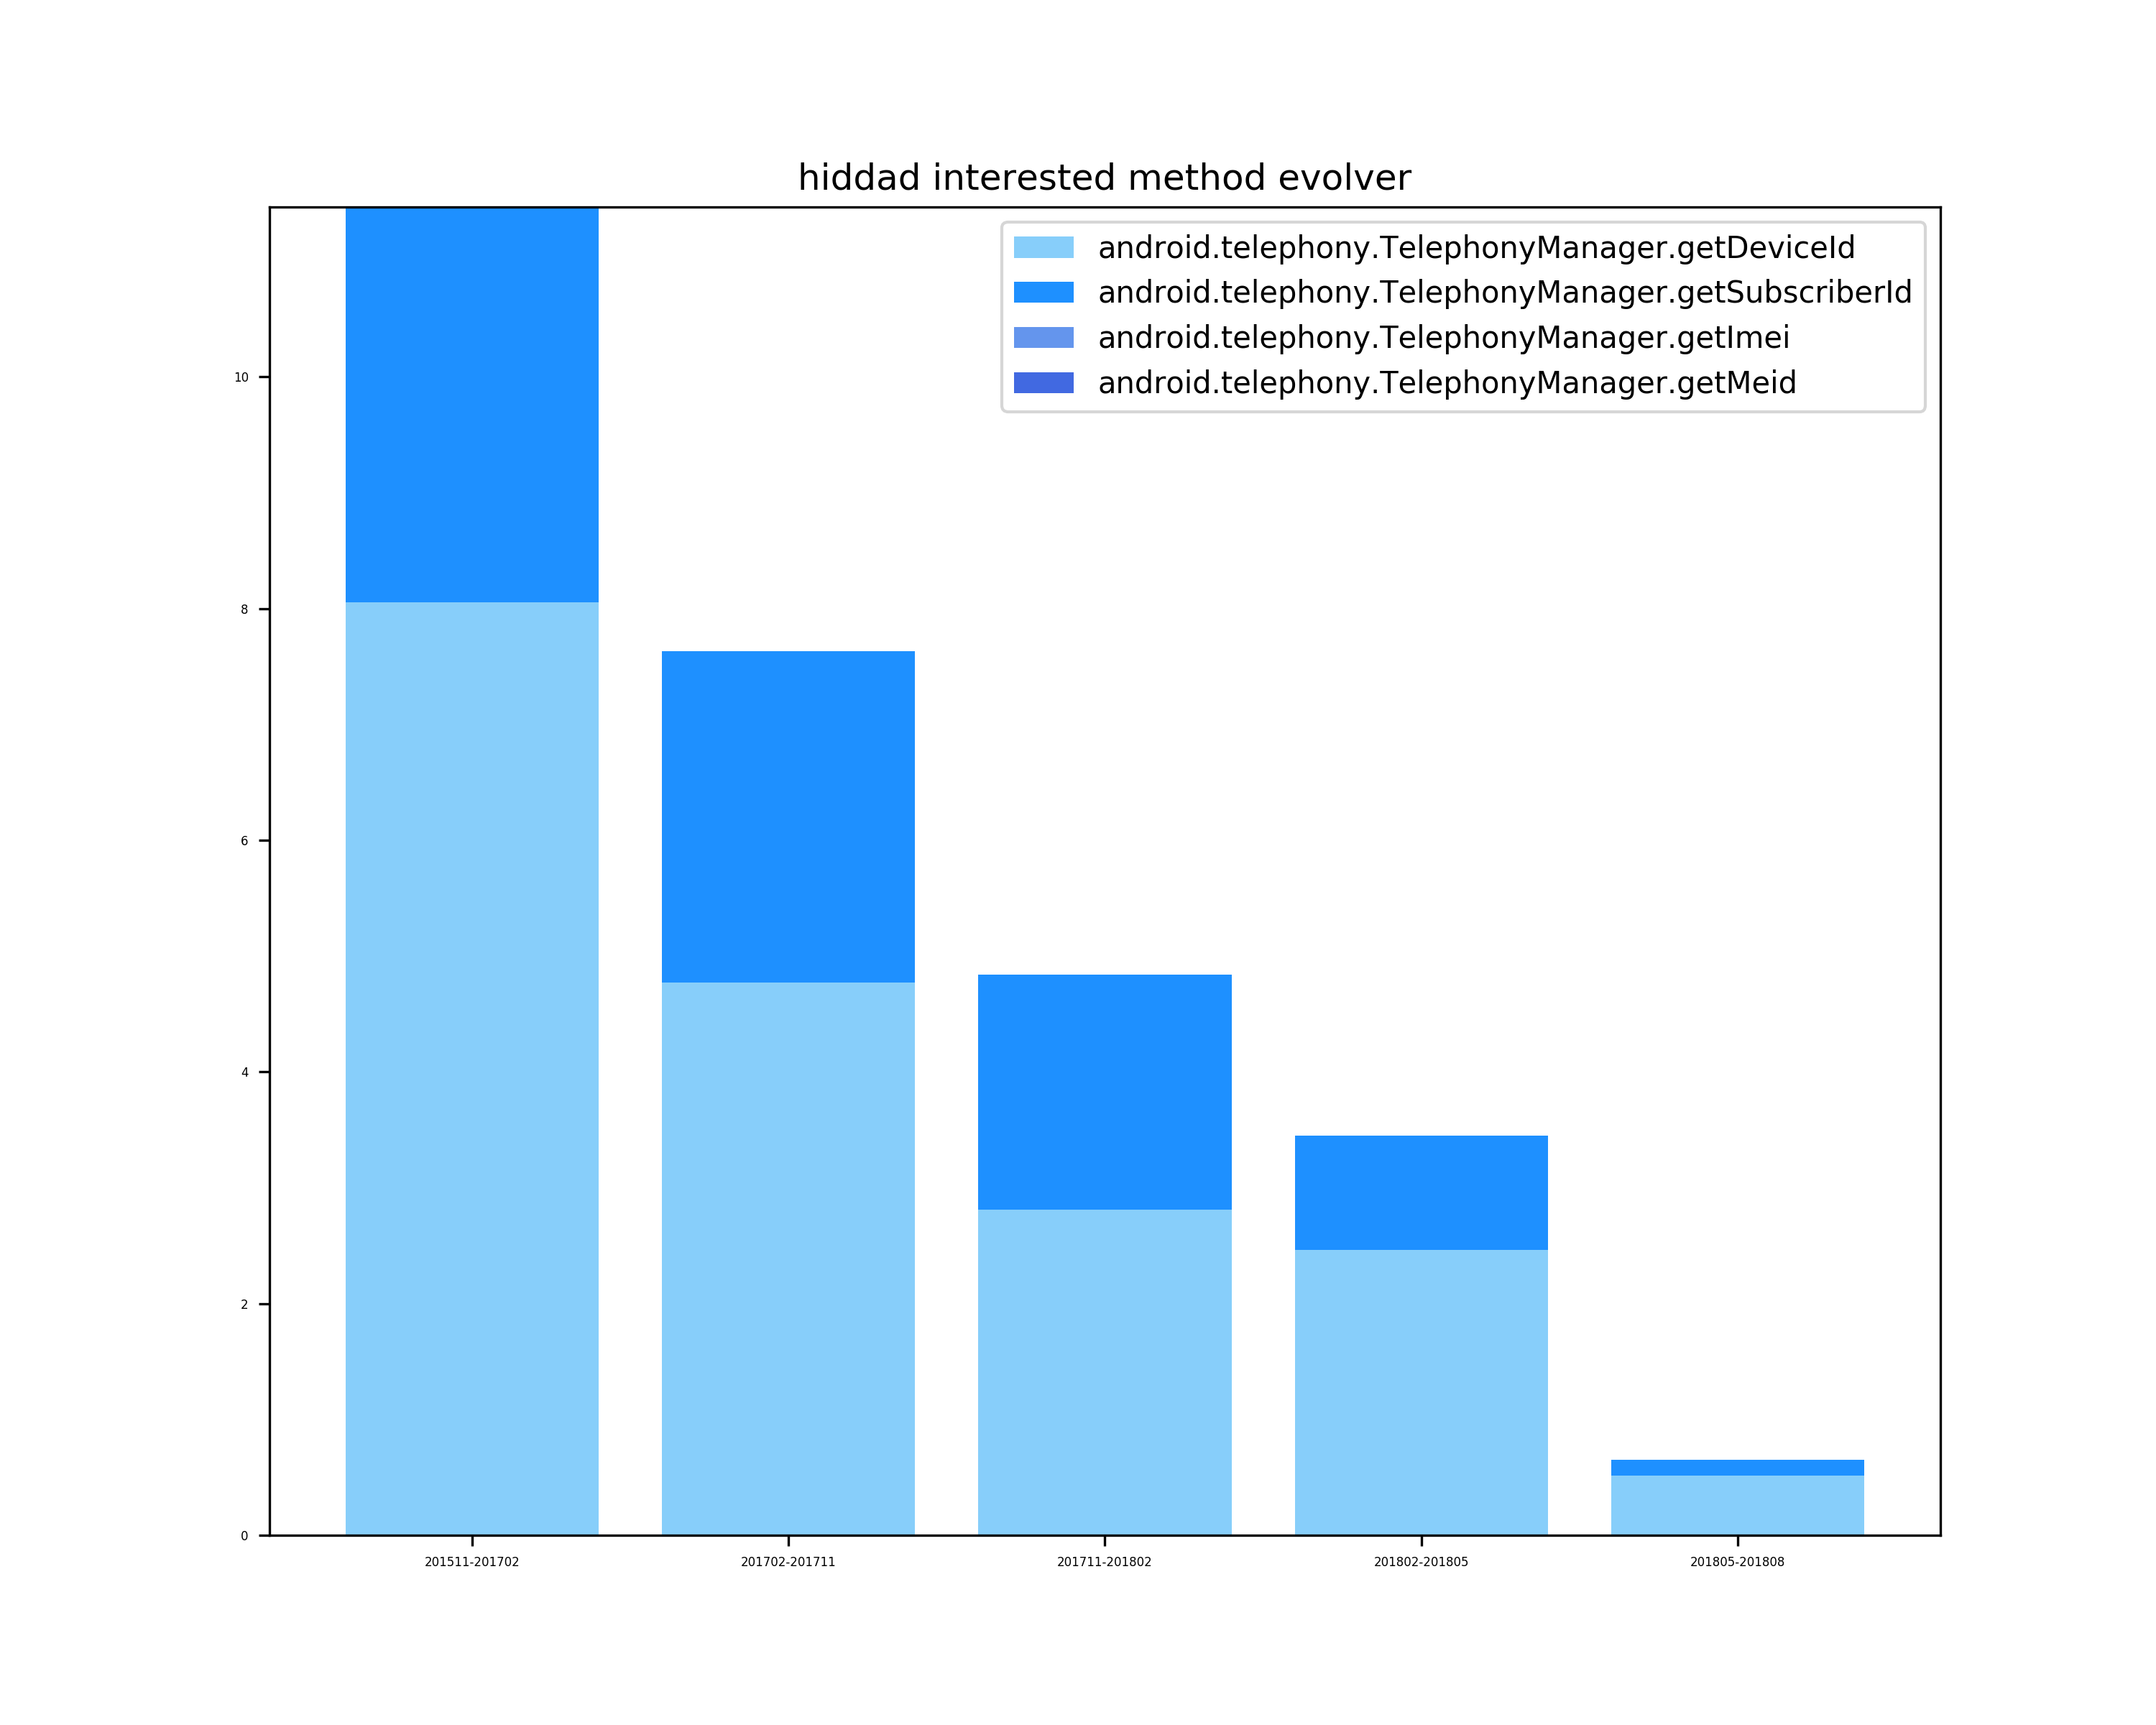 hiddad interested method evolver
android.telephony.TelephonyManager.getDeviceId
android.telephony.TelephonyManager.getSubscriberId
android.telephony.TelephonyManager.getImei
android.telephony.TelephonyManager.getMeid
10
8
6
4
2
0
201511-201702
201702-201711
201711-201802
201802-201805
201805-201808